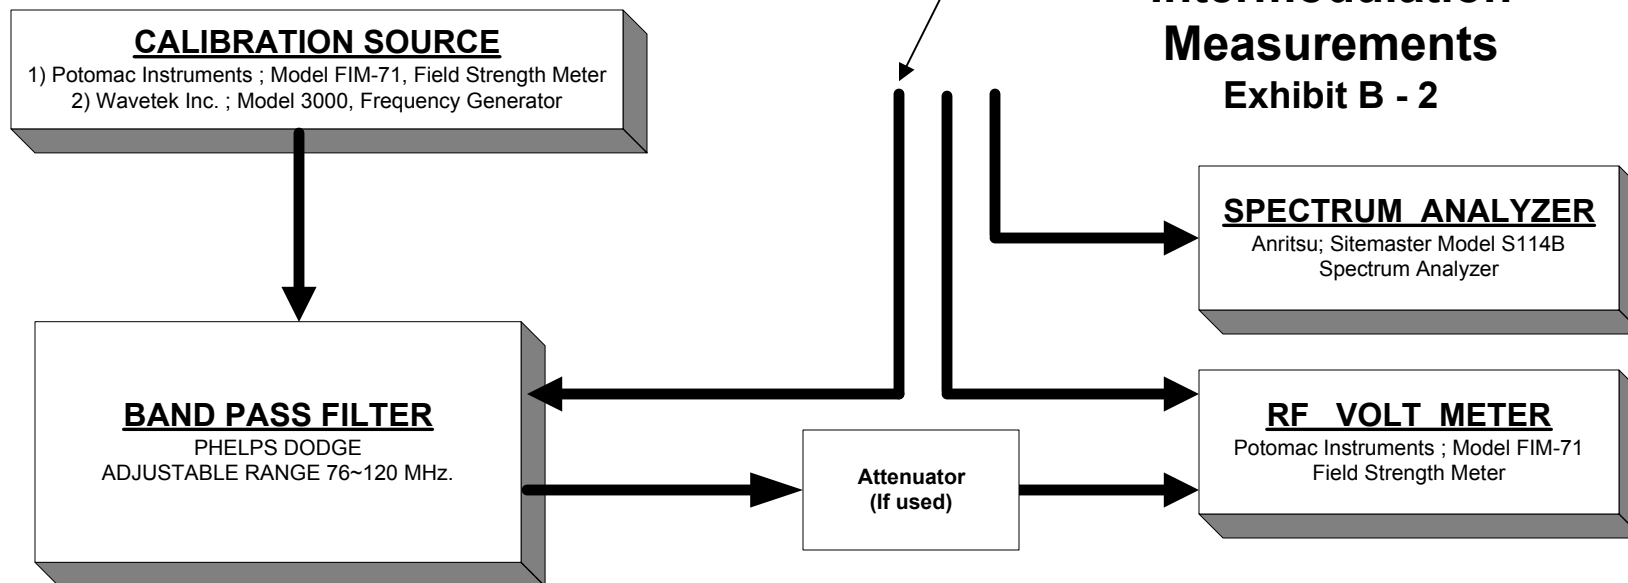 Intermodulation
Measurements
Exhibit B - 2
CALIBRATION SOURCE
1) Potomac Instruments ; Model FIM-71, Field Strength Meter
2) Wavetek Inc. ; Model 3000, Frequency Generator
SPECTRUM ANALYZER
Anritsu; Sitemaster Model S114B
Spectrum Analyzer
BAND PASS FILTER
PHELPS DODGE
ADJUSTABLE RANGE 76~120 MHz.
Attenuator
(If used)
RF VOLT METER
Potomac Instruments ; Model FIM-71
Field Strength Meter